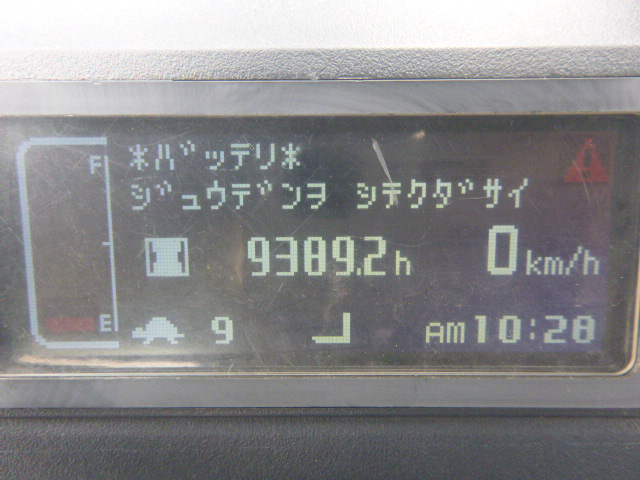 F
*バッテリ*
ジュウデンヲ シテクダサイ
9389.2h 0km/h
E
9 AM10:28